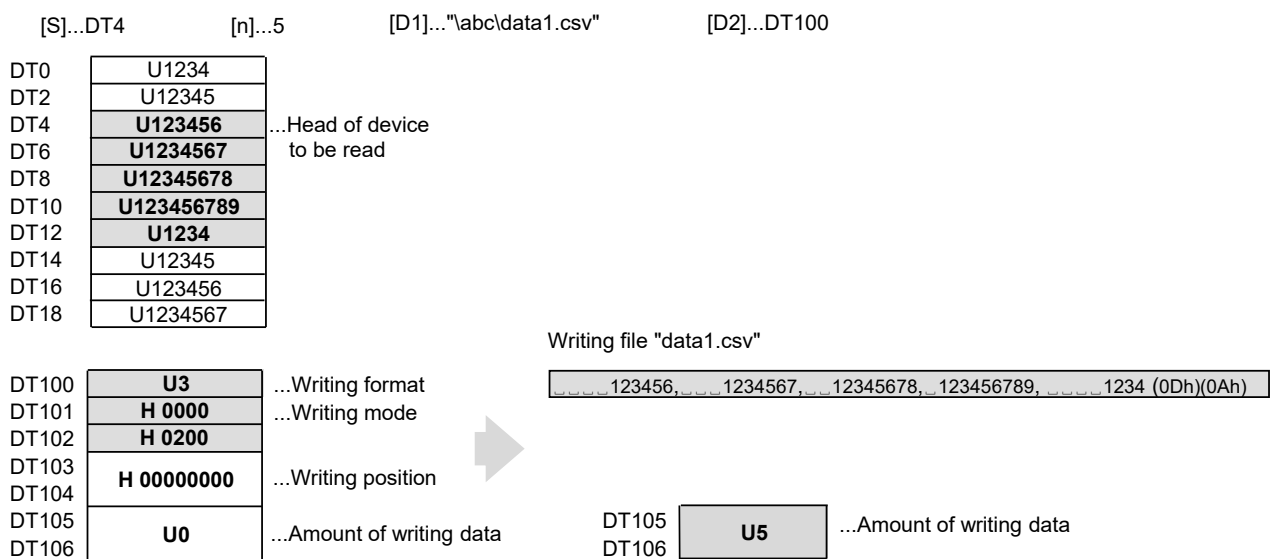 [S]...DT4 [n]...5 [D1]..."\abc\data1.csv" [D2]...DT100
DT0 U1234
DT2 U12345
DT4 U123456 ...Head of device
DT6 U1234567 to be read
DT8 U12345678
DT10 U123456789
DT12 U1234
DT14 U12345
DT16 U123456
DT18 U1234567
Writing file "data1.csv"
DT100 U3 ...Writing format
␣␣␣␣123456,␣␣␣1234567,␣␣12345678,␣123456789, ␣␣␣␣1234 (0Dh)(0Ah)
DT101 H 0000 ...Writing mode
DT102 H 0200
DT103
H 00000000 ...Writing position
DT104
DT105
U0 ...Amount of writing data
DT106
DT105
U5 ...Amount of writing data
DT106